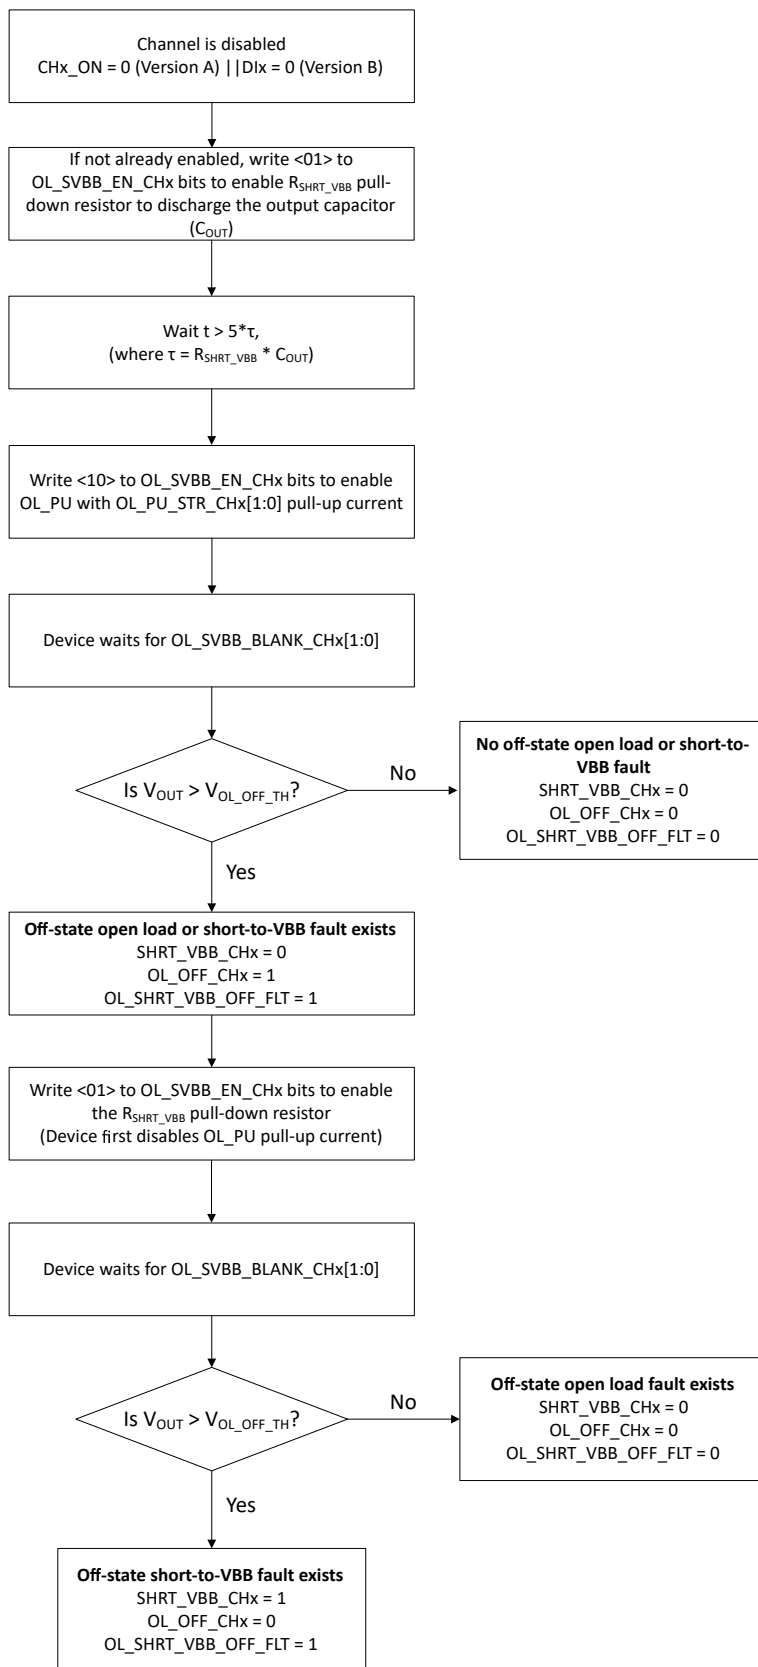 Channel is disabled
CHx_ON = 0 (Version A) ||DIx = 0 (Version B)
If not already enabled, write <01> to
OL_SVBB_EN_CHx bits to enable RSHRT_VBB pull-
down resistor to discharge the output capacitor
(COUT)
Wait t > 5*τ,
(where τ = RSHRT_VBB * COUT)
Write <10> to OL_SVBB_EN_CHx bits to enable
OL_PU with OL_PU_STR_CHx[1:0] pull-up current
Device waits for OL_SVBB_BLANK_CHx[1:0]
Is VOUT > VOL_OFF_TH?
No
No off-state open load or short-to-
VBB fault
SHRT_VBB_CHx = 0
OL_OFF_CHx = 0
OL_SHRT_VBB_OFF_FLT = 0
Yes
Off-state open load or short-to-VBB fault exists
SHRT_VBB_CHx = 0
OL_OFF_CHx = 1
OL_SHRT_VBB_OFF_FLT = 1
Write <01> to OL_SVBB_EN_CHx bits to enable
the RSHRT_VBB pull-down resistor
(Device first disables OL_PU pull-up current)
Device waits for OL_SVBB_BLANK_CHx[1:0]
Is VOUT > VOL_OFF_TH?
No
Off-state open load fault exists
SHRT_VBB_CHx = 0
OL_OFF_CHx = 0
OL_SHRT_VBB_OFF_FLT = 0
Yes
Off-state short-to-VBB fault exists
SHRT_VBB_CHx = 1
OL_OFF_CHx = 0
OL_SHRT_VBB_OFF_FLT = 1